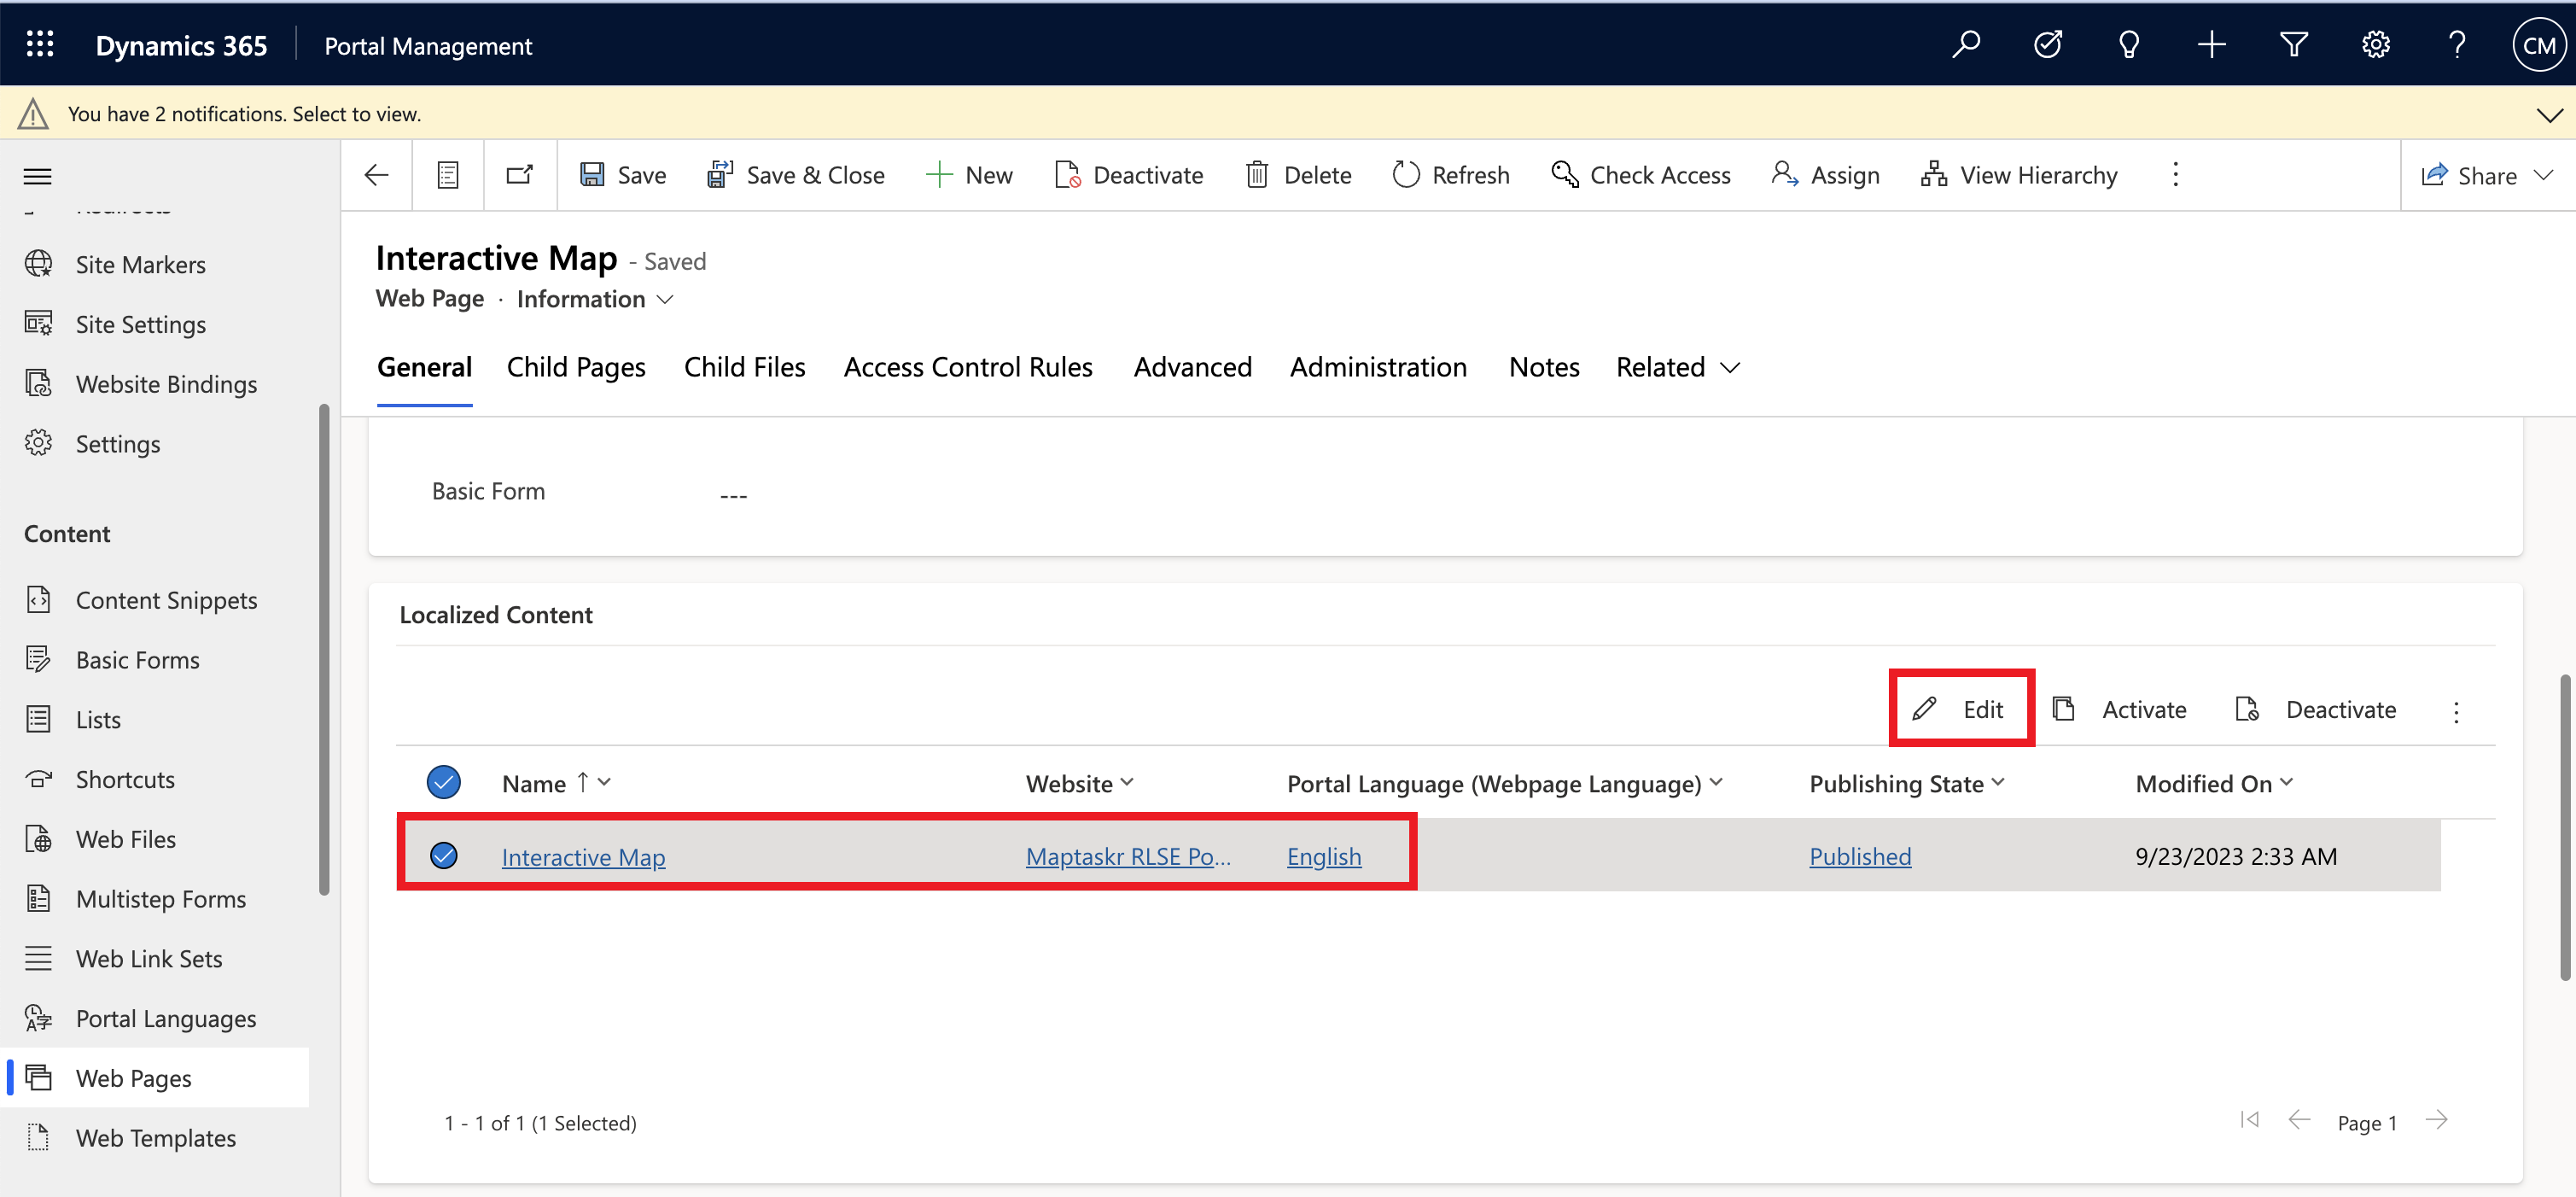 Dynamics 365 Portal Management CM
You have 2 notifications. Select to view.
Save Save & Close New Deactivate Delete Refresh Check Access Assign View Hierarchy Share
Redirects
Site Markers
Site Settings
Website Bindings
Settings
Content
Content Snippets
Basic Forms
Lists
Shortcuts
Web Files
Multistep Forms
Web Link Sets
Portal Languages
Web Pages
Web Templates
Interactive Map - Saved
Web Page · Information
General Child Pages Child Files Access Control Rules Advanced Administration Notes Related
Basic Form ---
Localized Content
Edit Activate Deactivate
Name ↑ Website Portal Language (Webpage Language) Publishing State Modified On
Interactive Map Maptaskr RLSE Po... English Published 9/23/2023 2:33 AM
1 - 1 of 1 (1 Selected) Page 1